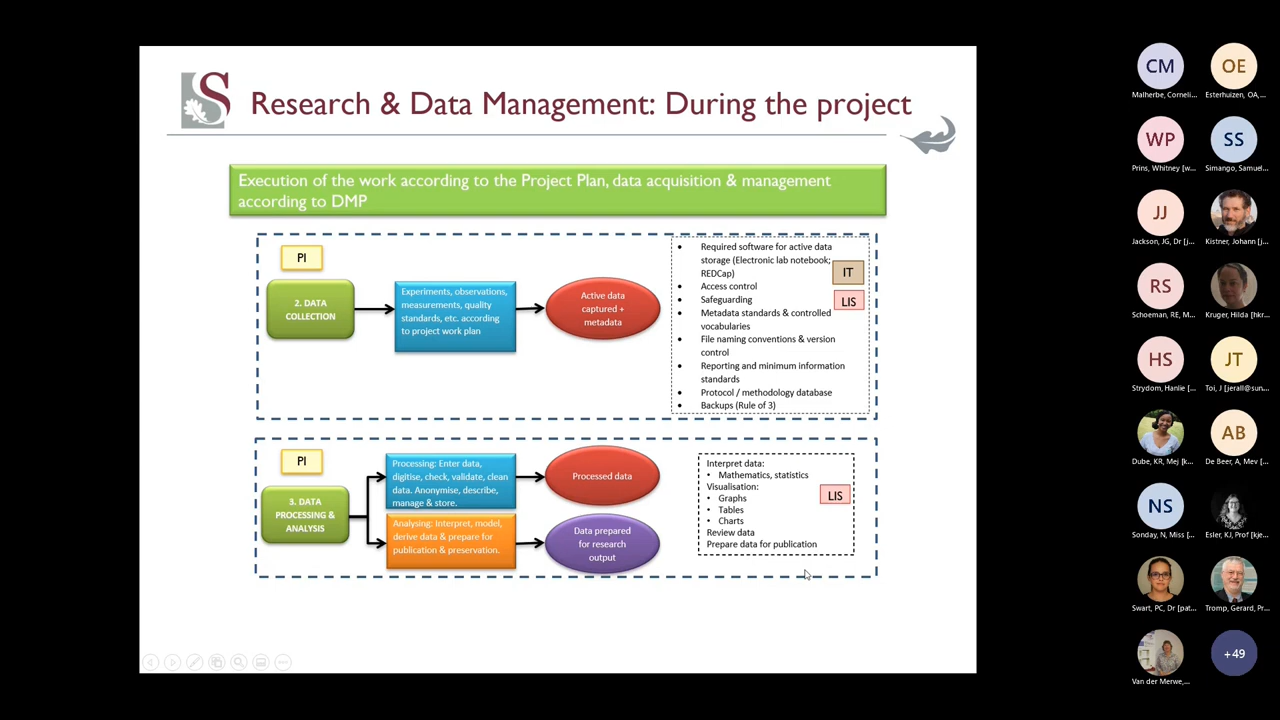 S
Research & Data Management: During the project
Execution of the work according to the Project Plan, data acquisition & management
according to DMP
PI
2. DATA
COLLECTION
Experiments, observations,
measurements, quality
standards, etc. according
to project work plan
Active data
captured +
metadata
• Required software for active data
storage (Electronic lab notebook;
REDCap)
• Access control
• Safeguarding
• Metadata standards & controlled
vocabularies
• File naming conventions & version
control
• Reporting and minimum information
standards
• Protocol / methodology database
• Backups (Rule of 3)
IT
LIS
PI
3. DATA
PROCESSING &
ANALYSIS
Processing: Enter data,
digitise, check, validate, clean
data. Anonymise, describe,
manage & store.
Processed data
Analysing: Interpret, model,
derive data & prepare for
publication & preservation.
Data prepared
for research
output
Interpret data:
• Mathematics, statistics
Visualisation:
• Graphs
• Tables
• Charts
Review data
Prepare data for publication
LIS
CM
Malherbe, Corneli...
OE
Esterhuizen, OA,...
WP
Prins, Whitney [w...
SS
Simango, Samuel...
JJ
Jackson, JG, Dr [j...
Kistner, Johann [j...
RS
Schoeman, RE, M...
Kruger, Hilda [hkr...
HS
Strydom, Hanlie [...
JT
Toi, J [jerall@sun...
Dube, KR, Mej [k...
AB
De Beer, A, Mev [...
NS
Sonday, N, Miss [...
Esler, KJ, Prof [kje...
Swart, PC, Dr [pat...
Tromp, Gerard, Pr...
Van der Merwe,...
+49